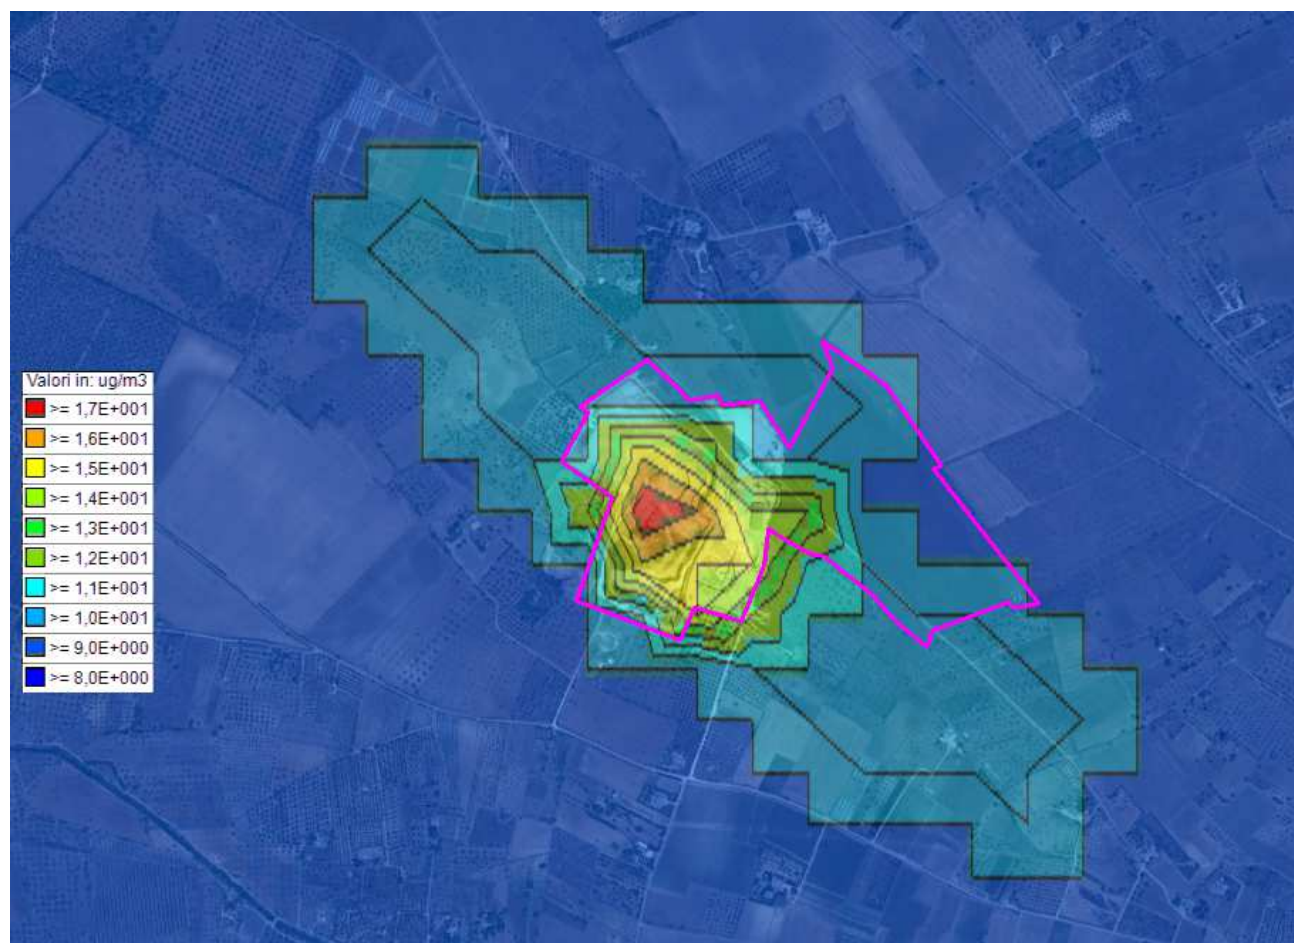 Valori in: ug/m3
>= 1,7E+001
>= 1,6E+001
>= 1,5E+001
>= 1,4E+001
>= 1,3E+001
>= 1,2E+001
>= 1,1E+001
>= 1,0E+001
>= 9,0E+000
>= 8,0E+000